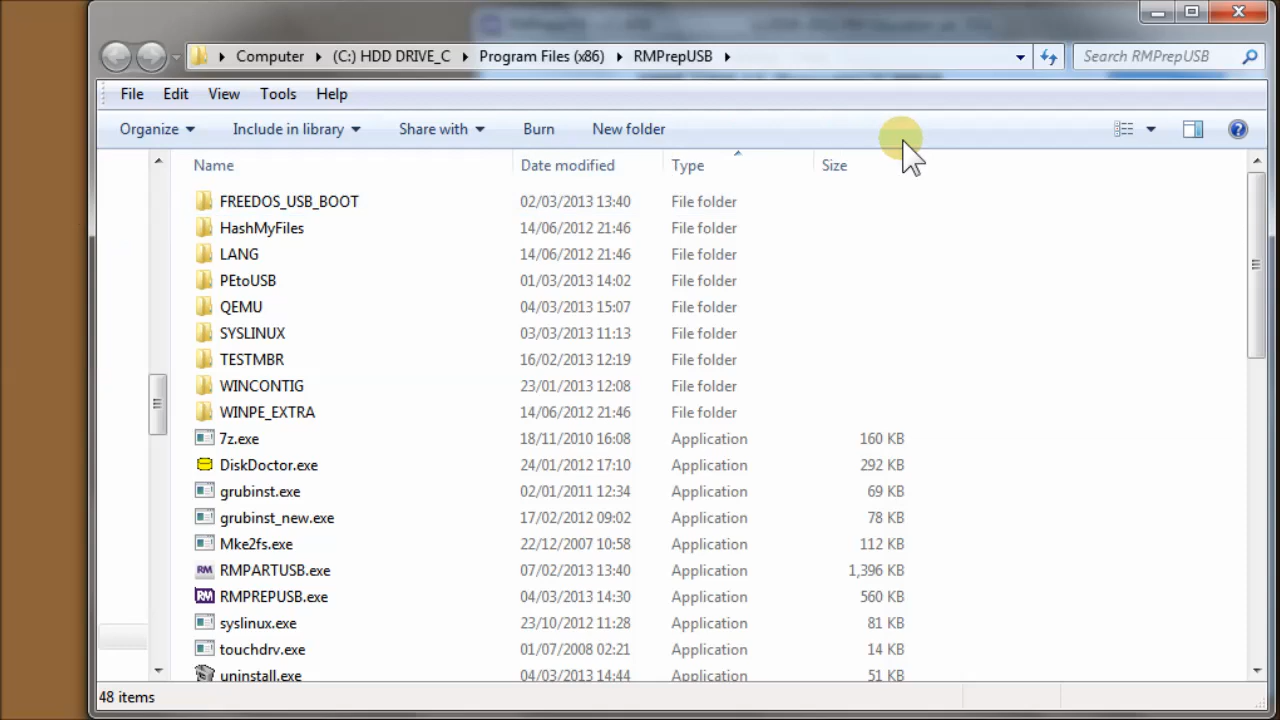 Computer (C:) HDD DRIVE_C Program Files (x86) RMPrepUSB Search RMPrepUSB
File Edit View Tools Help
Organize Include in library Share with Burn New folder
Name Date modified Type Size
FREEDOS_USB_BOOT 02/03/2013 13:40 File folder
HashMyFiles 14/06/2012 21:46 File folder
LANG 14/06/2012 21:46 File folder
PEtoUSB 01/03/2013 14:02 File folder
QEMU 04/03/2013 15:07 File folder
SYSLINUX 03/03/2013 11:13 File folder
TESTMBR 16/02/2013 12:19 File folder
WINCONTIG 23/01/2013 12:08 File folder
WINPE_EXTRA 14/06/2012 21:46 File folder
7z.exe 18/11/2010 16:08 Application 160 KB
DiskDoctor.exe 24/01/2012 17:10 Application 292 KB
grubinst.exe 02/01/2011 12:34 Application 69 KB
grubinst_new.exe 17/02/2012 09:02 Application 78 KB
Mke2fs.exe 22/12/2007 10:58 Application 112 KB
RM RMPARTUSB.exe 07/02/2013 13:40 Application 1,396 KB
RM RMPREPUSB.exe 04/03/2013 14:30 Application 560 KB
syslinux.exe 23/10/2012 11:28 Application 81 KB
touchdrv.exe 01/07/2008 02:21 Application 14 KB
uninstall.exe 04/03/2013 14:44 Application 51 KB
48 items